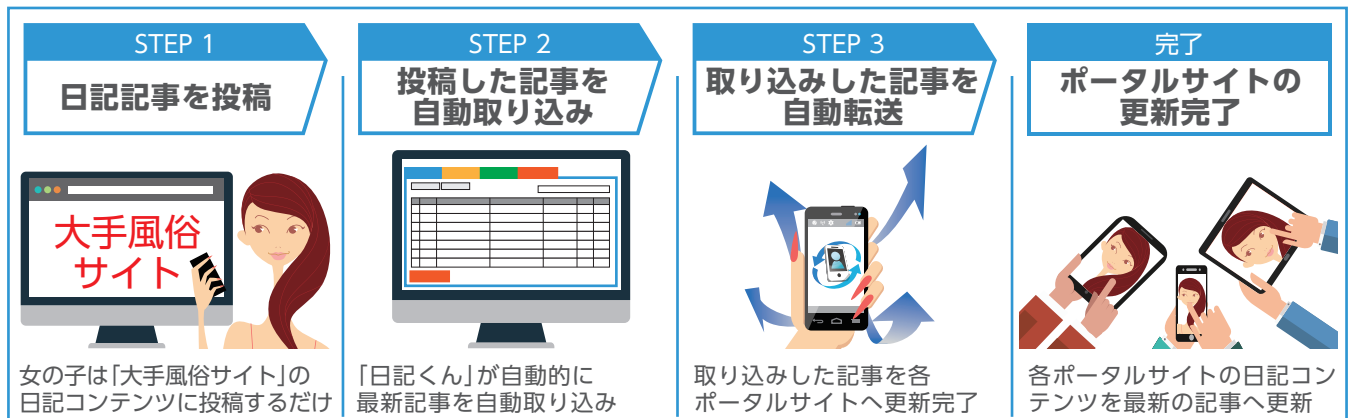 STEP 1
日記記事を投稿
大手風俗
サイト
女の子は「大手風俗サイト」の
日記コンテンツに投稿するだけ
STEP 2
投稿した記事を
自動取り込み
「日記くん」が自動的に
最新記事を自動取り込み
STEP 3
取り込みした記事を
自動転送
取り込みした記事を各
ポータルサイトへ更新完了
完了
ポータルサイトの
更新完了
各ポータルサイトの日記コン
テンツを最新の記事へ更新